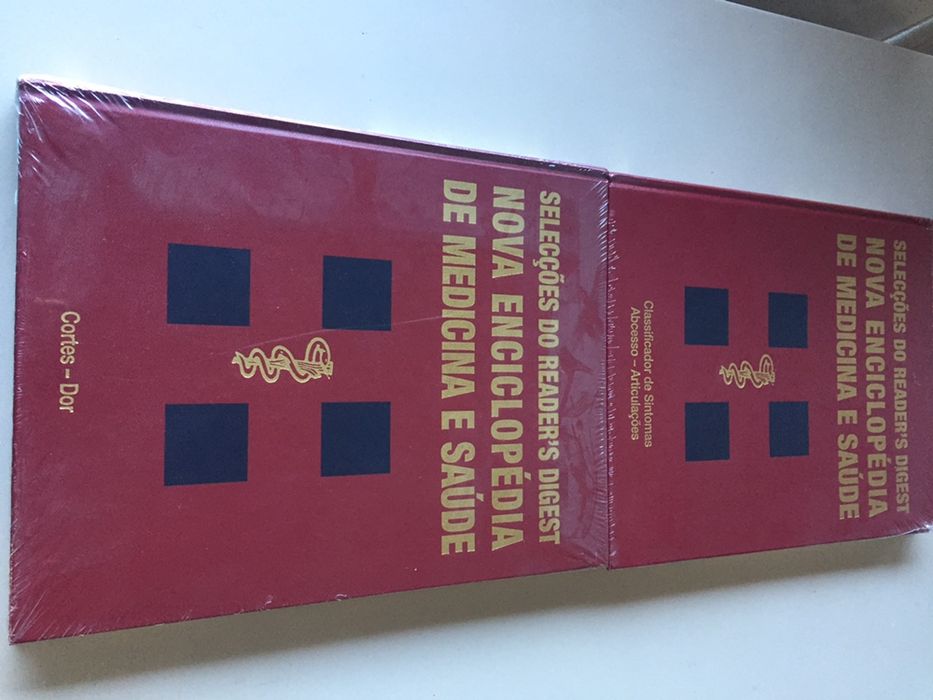 SELECÇÕES DO READER'S DIGEST
NOVA ENCICLOPÉDIA
DE MEDICINA E SAÚDE
Cortes – Dor
SELECÇÕES DO READER'S DIGEST
NOVA ENCICLOPÉDIA
DE MEDICINA E SAÚDE
Classificador de Sintomas
Abcesso – Articulações